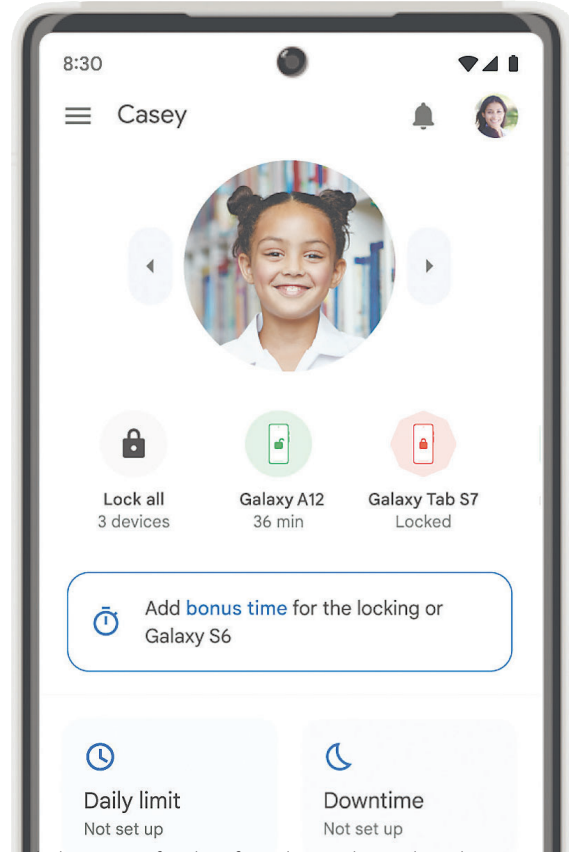 8:30
Casey
Lock all
3 devices
Galaxy A12
36 min
Galaxy Tab S7
Locked
Add bonus time for the locking or
Galaxy S6
Daily limit
Not set up
Downtime
Not set up